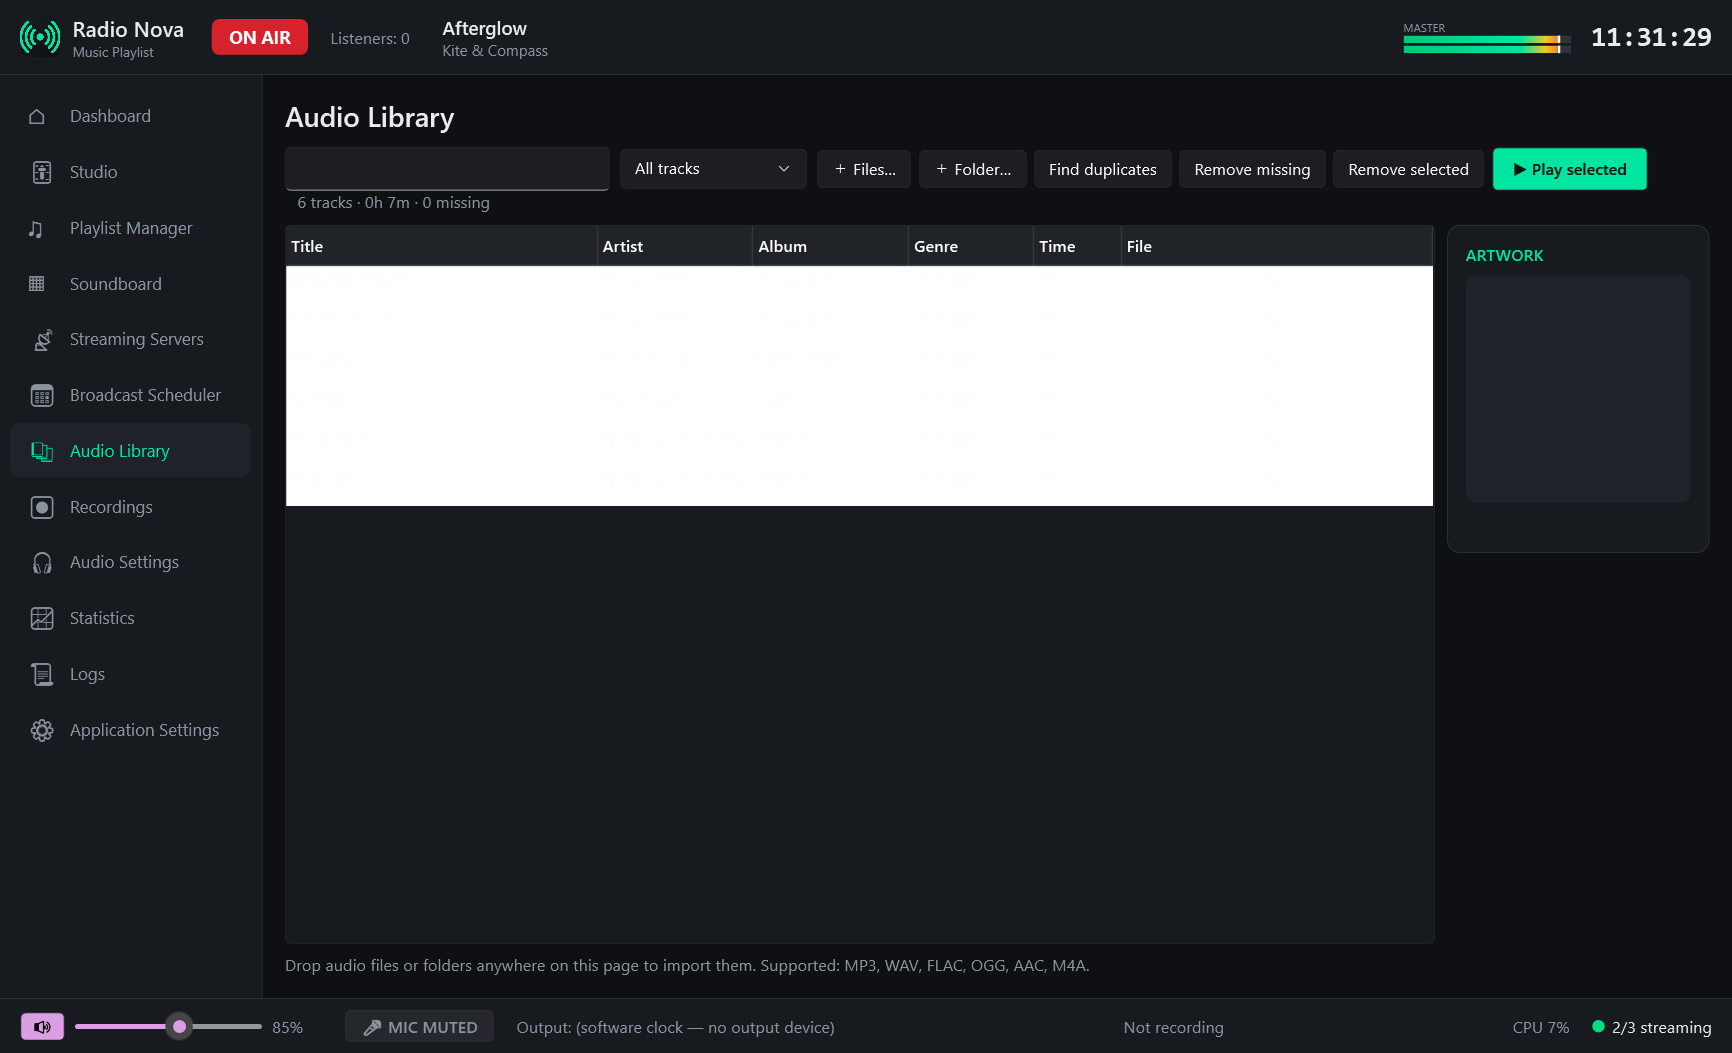 Radio Nova
Music Playlist
ON AIR
Listeners: 0
Afterglow
Kite & Compass
MASTER
11:31:29
Dashboard
Studio
Playlist Manager
Soundboard
Streaming Servers
Broadcast Scheduler
Audio Library
Recordings
Audio Settings
Statistics
Logs
Application Settings
Audio Library
All tracks
+ Files...
+ Folder...
Find duplicates
Remove missing
Remove selected
▶ Play selected
6 tracks · 0h 7m · 0 missing
Title Artist Album Genre Time File
ARTWORK
Drop audio files or folders anywhere on this page to import them. Supported: MP3, WAV, FLAC, OGG, AAC, M4A.
85%
MIC MUTED
Output: (software clock — no output device)
Not recording
CPU 7%
2/3 streaming